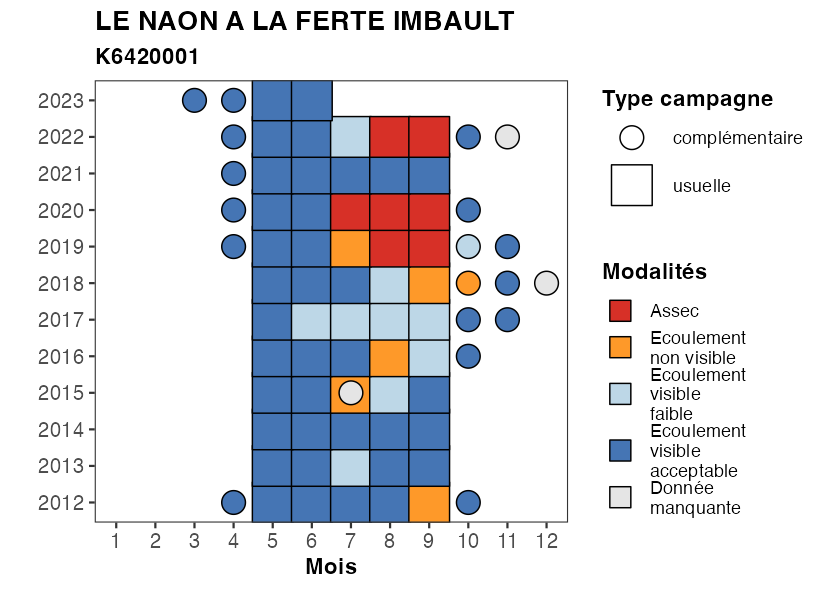 LE NAON A LA FERTE IMBAULT
K6420001
2023
2022
2021
2020
2019
2018
2017
2016
2015
2014
2013
2012
1 2 3 4 5 6 7 8 9 10 11 12
Mois
Type campagne
complémentaire
usuelle
Modalités
Assec
Ecoulement
non visible
Ecoulement
visible
faible
Ecoulement
visible
acceptable
Donnée
manquante